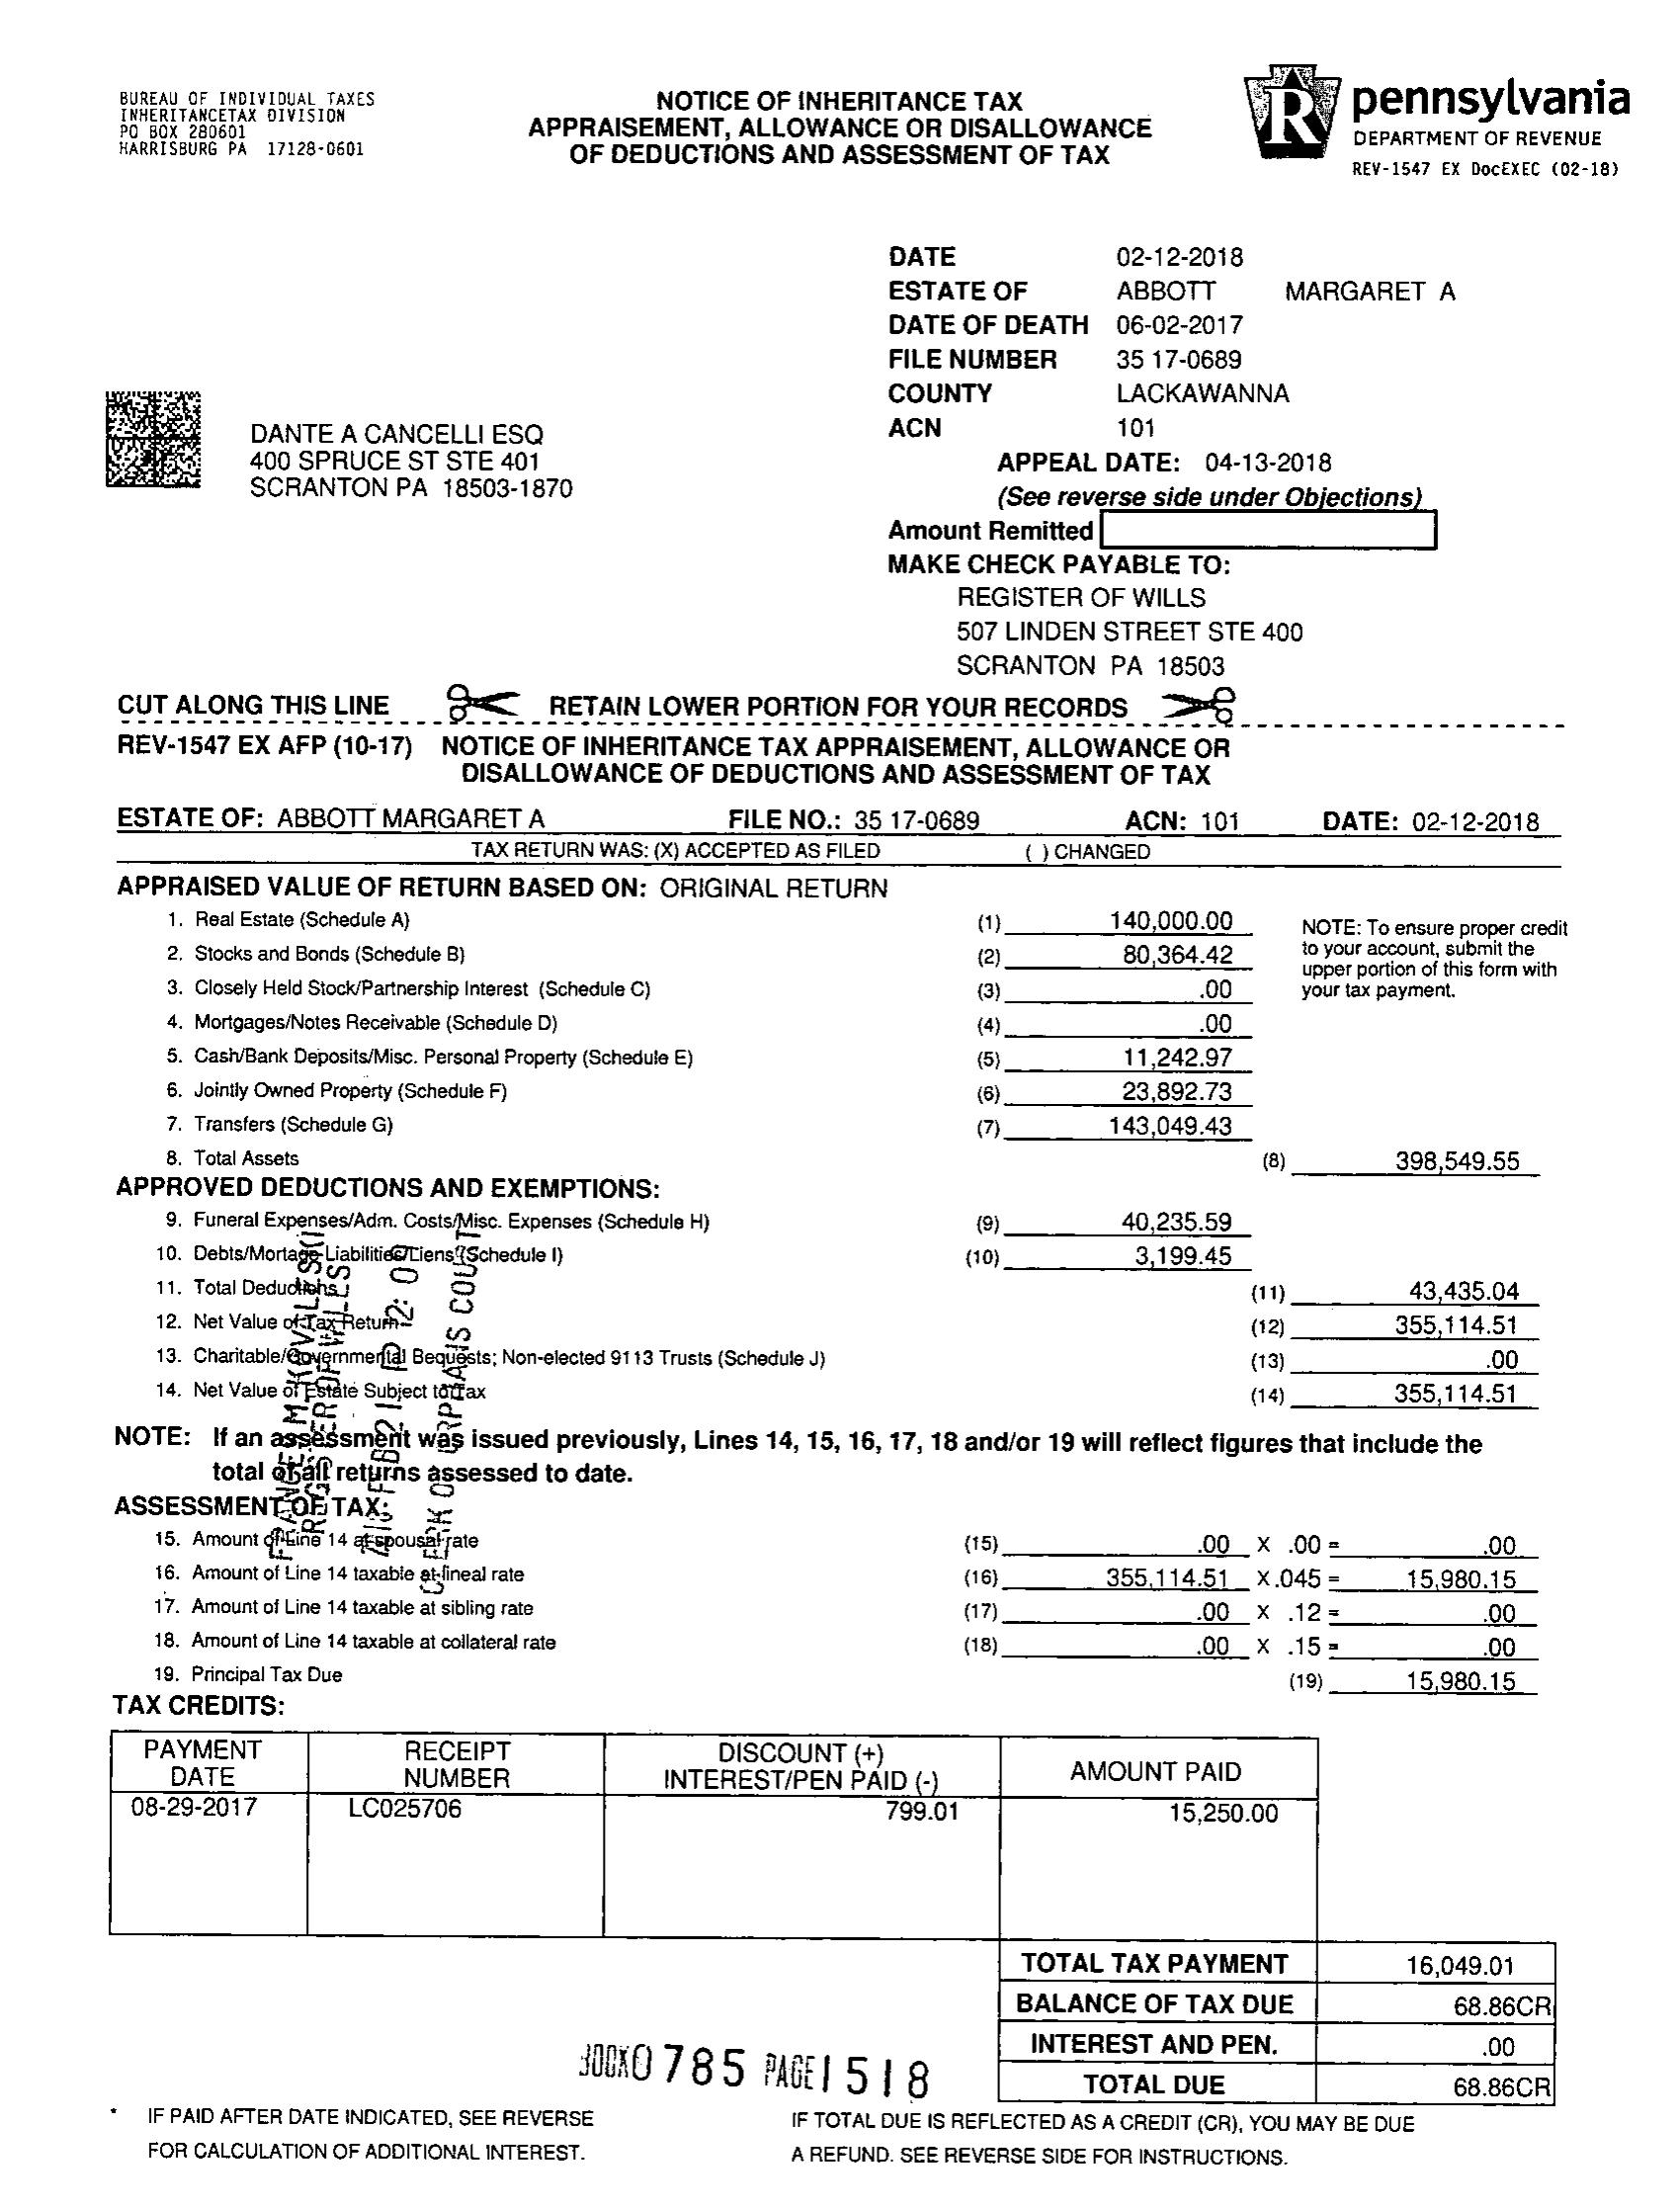 BUREAU OF INDIVIDUAL TAXES
INHERITANCETAX DIVISION
PO BOX 280601
HARRISBURG PA 17128-0601
NOTICE OF INHERITANCE TAX
APPRAISEMENT, ALLOWANCE OR DISALLOWANCE
OF DEDUCTIONS AND ASSESSMENT OF TAX
R
pennsylvania
DEPARTMENT OF REVENUE
REV-1547 EX DocEXEC (02-18)
DATE 02-12-2018
ESTATE OF ABBOTT MARGARET A
DATE OF DEATH 06-02-2017
FILE NUMBER 35 17-0689
COUNTY LACKAWANNA
ACN 101
DANTE A CANCELLI ESQ
400 SPRUCE ST STE 401
SCRANTON PA 18503-1870
APPEAL DATE: 04-13-2018
(See reverse side under Objections)
Amount Remitted
MAKE CHECK PAYABLE TO:
REGISTER OF WILLS
507 LINDEN STREET STE 400
SCRANTON PA 18503
CUT ALONG THIS LINE RETAIN LOWER PORTION FOR YOUR RECORDS
REV-1547 EX AFP (10-17) NOTICE OF INHERITANCE TAX APPRAISEMENT, ALLOWANCE OR
DISALLOWANCE OF DEDUCTIONS AND ASSESSMENT OF TAX
ESTATE OF: ABBOTT MARGARET A FILE NO.: 35 17-0689 ACN: 101 DATE: 02-12-2018
TAX RETURN WAS: (X) ACCEPTED AS FILED ( ) CHANGED
APPRAISED VALUE OF RETURN BASED ON: ORIGINAL RETURN
1. Real Estate (Schedule A) (1) 140,000.00
2. Stocks and Bonds (Schedule B) (2) 80,364.42
3. Closely Held Stock/Partnership Interest (Schedule C) (3) .00
4. Mortgages/Notes Receivable (Schedule D) (4) .00
5. Cash/Bank Deposits/Misc. Personal Property (Schedule E) (5) 11,242.97
6. Jointly Owned Property (Schedule F) (6) 23,892.73
7. Transfers (Schedule G) (7) 143,049.43
8. Total Assets (8) 398,549.55
NOTE: To ensure proper credit
to your account, submit the
upper portion of this form with
your tax payment.
APPROVED DEDUCTIONS AND EXEMPTIONS:
9. Funeral Expenses/Adm. Costs/Misc. Expenses (Schedule H) (9) 40,235.59
10. Debts/Mortage Liabilities/Liens (Schedule I) (10) 3,199.45
11. Total Deductions (11) 43,435.04
12. Net Value of Tax Return (12) 355,114.51
13. Charitable/Governmental Bequests; Non-elected 9113 Trusts (Schedule J) (13) .00
14. Net Value of Estate Subject to Tax (14) 355,114.51
NOTE: If an assessment was issued previously, Lines 14, 15, 16, 17, 18 and/or 19 will reflect figures that include the
total of all returns assessed to date.
ASSESSMENT OF TAX:
15. Amount of Line 14 at spousal rate (15) .00 X .00 = .00
16. Amount of Line 14 taxable at lineal rate (16) 355,114.51 X .045 = 15,980.15
17. Amount of Line 14 taxable at sibling rate (17) .00 X .12 = .00
18. Amount of Line 14 taxable at collateral rate (18) .00 X .15 = .00
19. Principal Tax Due (19) 15,980.15
REGISTER OF WILLS
TAX CREDITS:
PAYMENT DATE RECEIPT NUMBER DISCOUNT (+) INTEREST/PEN PAID (-) AMOUNT PAID
08-29-2017 LC025706 799.01 15,250.00
TOTAL TAX PAYMENT 16,049.01
BALANCE OF TAX DUE 68.86CR
INTEREST AND PEN. .00
TOTAL DUE 68.86CR
0785 PAGE 1518
* IF PAID AFTER DATE INDICATED, SEE REVERSE
FOR CALCULATION OF ADDITIONAL INTEREST.
IF TOTAL DUE IS REFLECTED AS A CREDIT (CR), YOU MAY BE DUE
A REFUND. SEE REVERSE SIDE FOR INSTRUCTIONS.